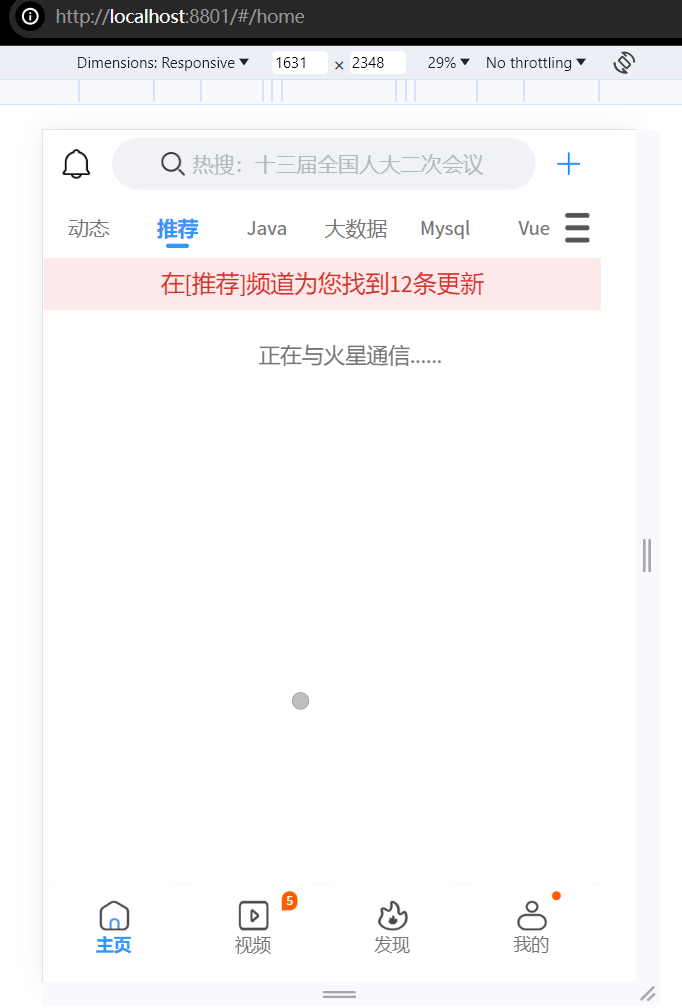 http://localhost:8801/#/home
Dimensions: Responsive 1631 × 2348 29% No throttling
热搜：十三届全国人大二次会议
动态 推荐 Java 大数据 Mysql Vue
在[推荐]频道为您找到12条更新
正在与火星通信......
5
主页 视频 发现 我的